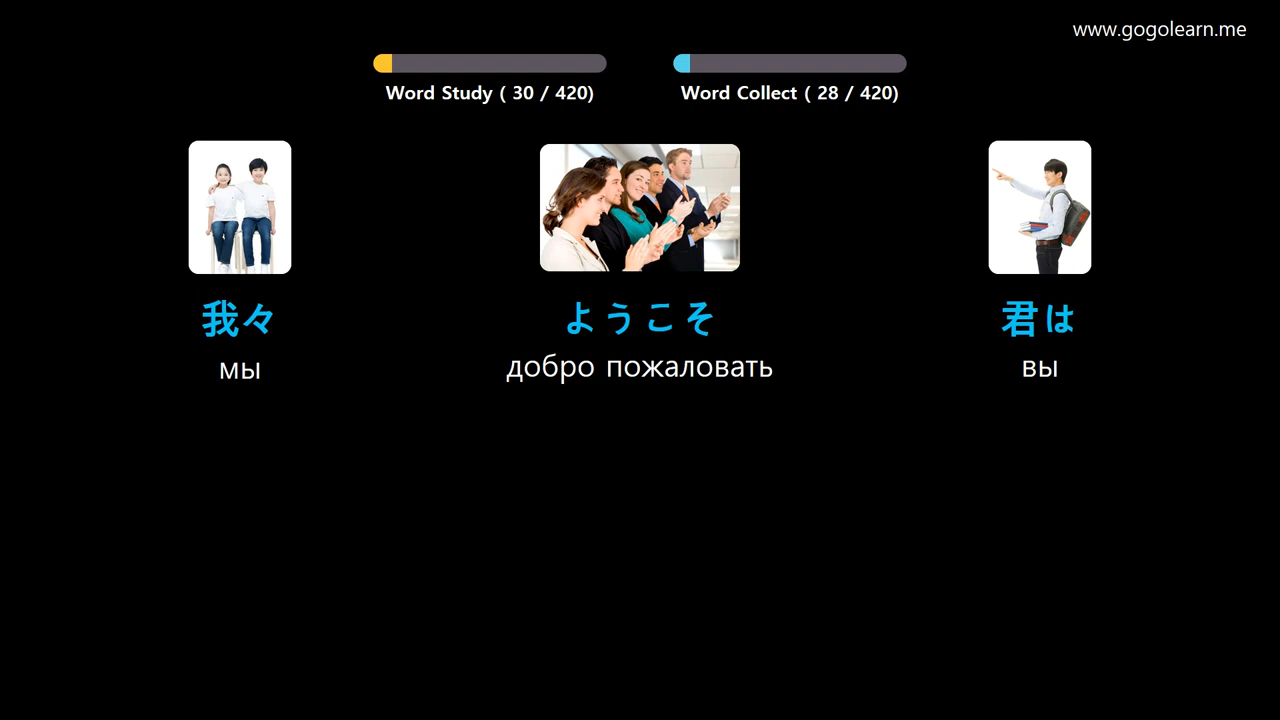 www.gogolearn.me
Word Study ( 30 / 420)
Word Collect ( 28 / 420)
我々
ようこそ
君は
мы
добро пожаловать
вы